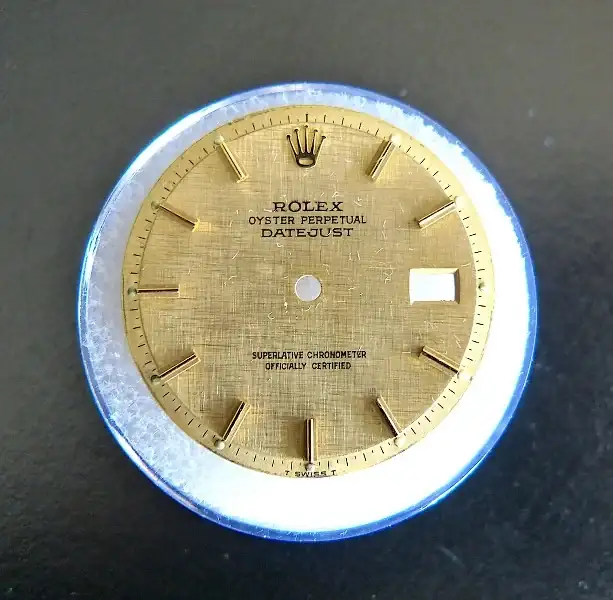 ROLEX
OYSTER PERPETUAL
DATEJUST
SUPERLATIVE CHRONOMETER
OFFICIALLY CERTIFIED
T SWISS T